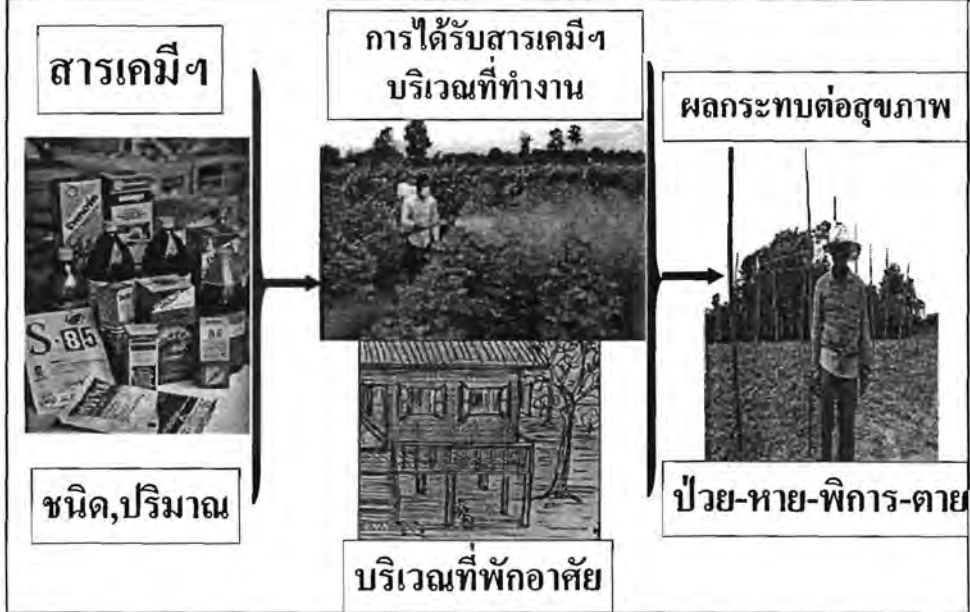 สารเคมีฯ
S-85
ชนิด,ปริมาณ
การได้รับสารเคมีฯ
บริเวณที่ทำงาน
บริเวณที่พักอาศัย
ผลกระทบต่อสุขภาพ
ป่วย-หาย-พิการ-ตาย